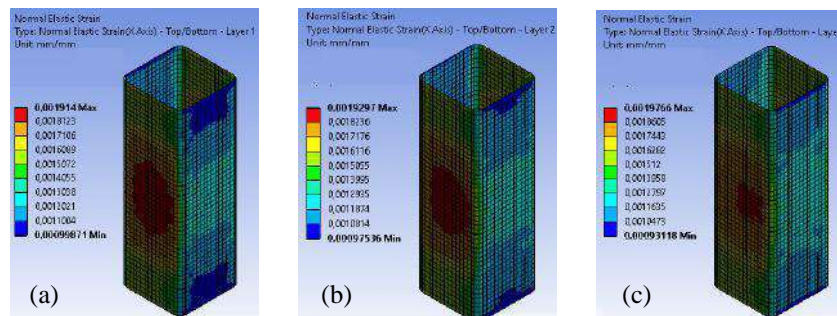 Normal Elastic Strain
Type: Normal Elastic Strain(X Axis) - Top/Bottom - Layer 1
Unit: mm/mm
0,001914 Max
0,0018123
0,0017106
0,0016089
0,0015072
0,0014055
0,0013038
0,0012021
0,0011004
0,00099871 Min
(a)
Normal Elastic Strain
Type: Normal Elastic Strain(X Axis) - Top/Bottom - Layer 2
Unit: mm/mm
0,0019297 Max
0,0018236
0,0017176
0,0016116
0,0015055
0,0013995
0,0012935
0,0011874
0,0010814
0,00097536 Min
(b)
Normal Elastic Strain
Type: Normal Elastic Strain(X Axis) - Top/Bottom - Laye
Unit: mm/mm
0,0019766 Max
0,0018605
0,0017443
0,0016282
0,001512
0,0013958
0,0012797
0,0011635
0,0010473
0,00093118 Min
(c)